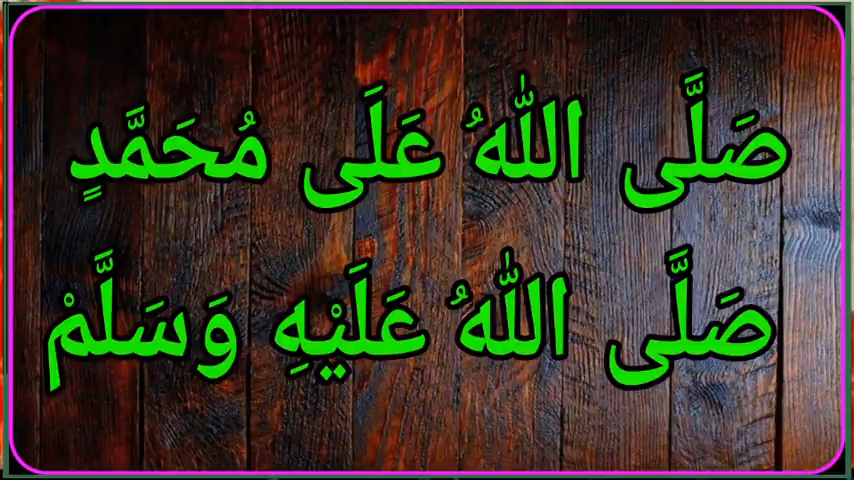 صَلَّى اللّٰهُ عَلَى مُحَمَّدٍ
صَلَّى اللّٰهُ عَلَيْهِ وَسَلَّمْ